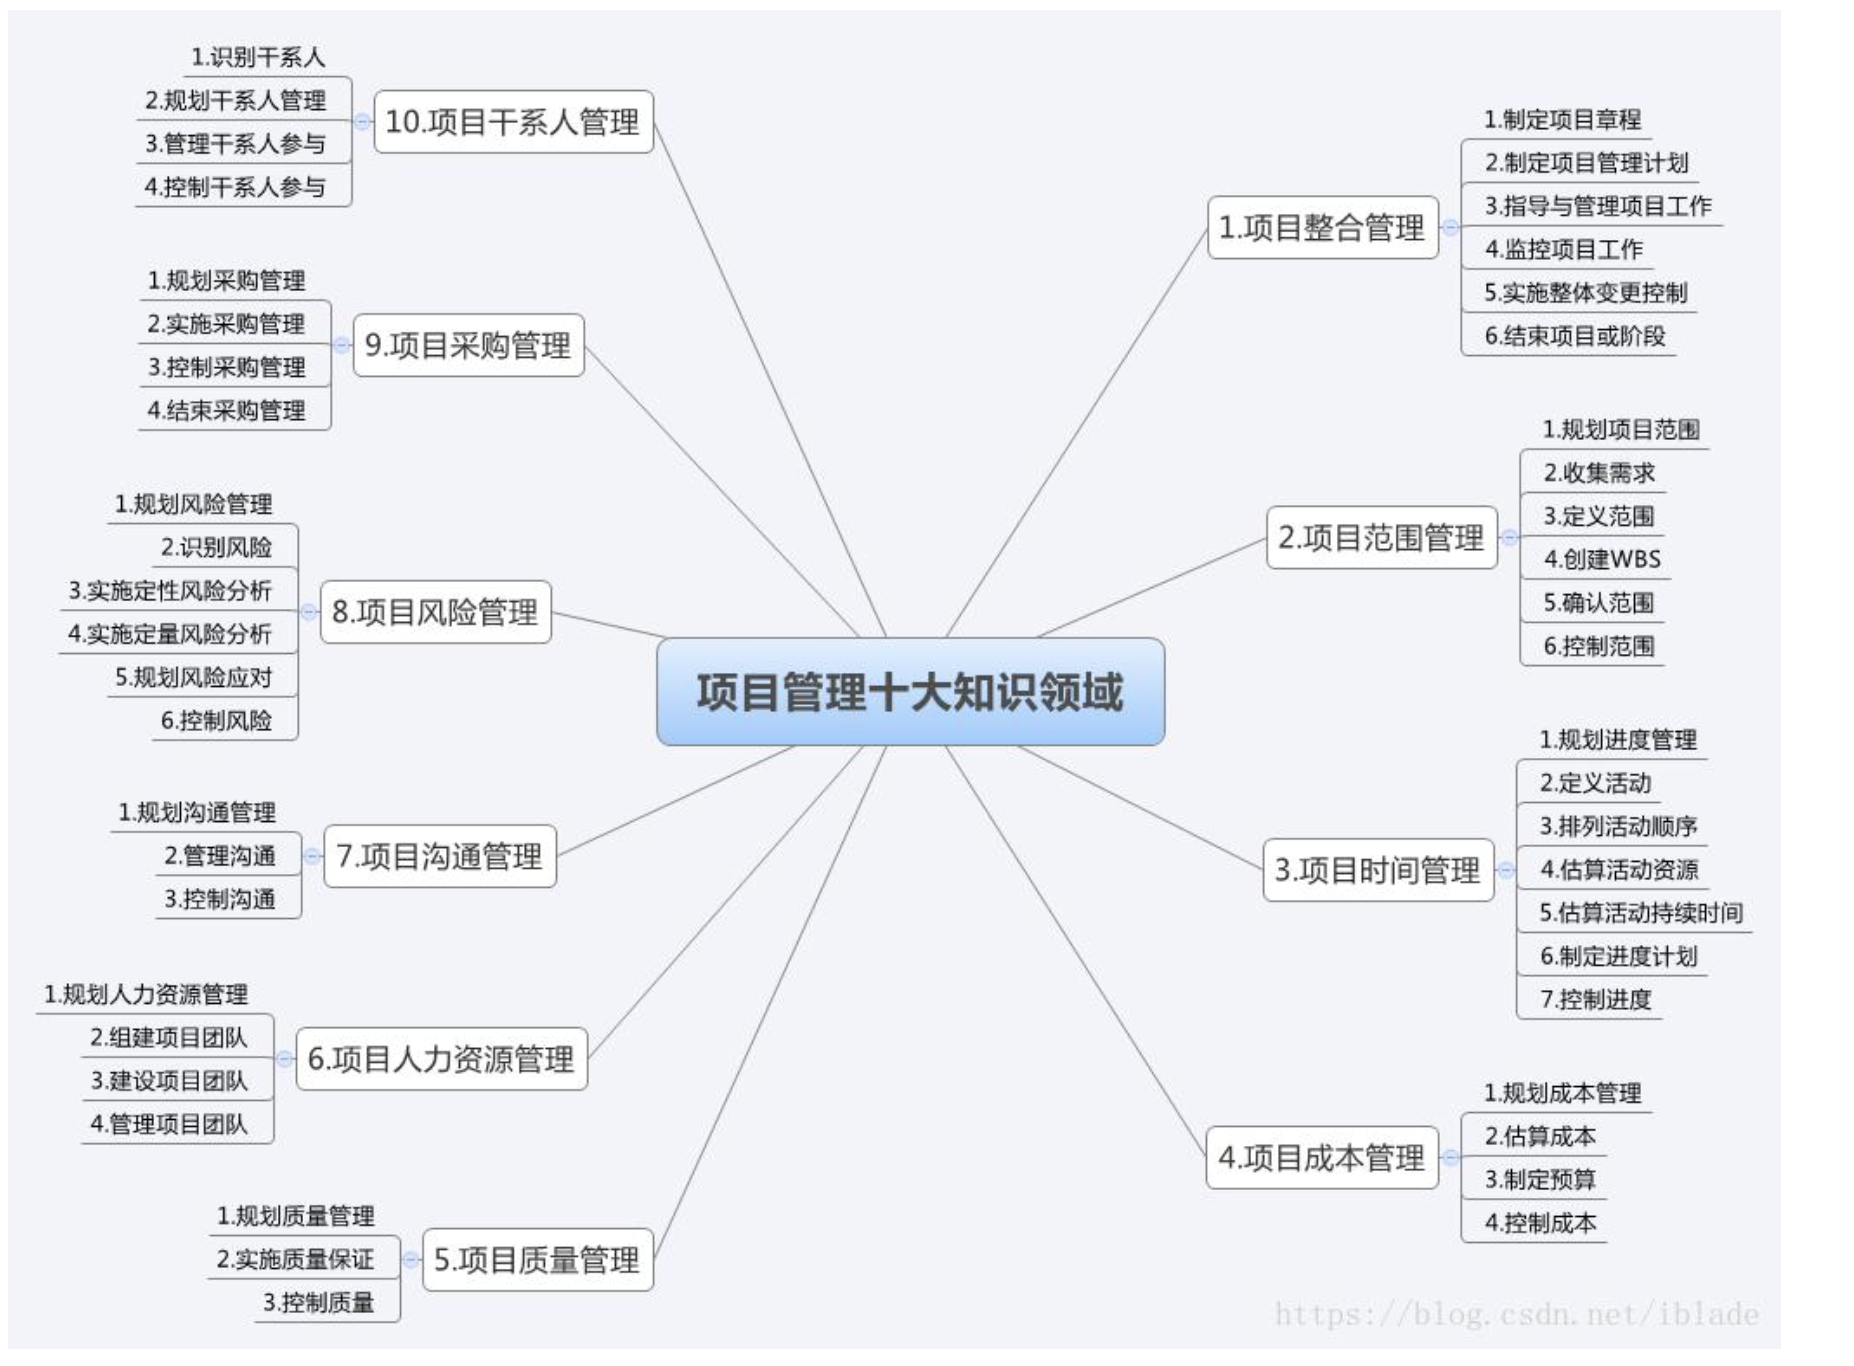 项目管理十大知识领域
1.项目整合管理
1.制定项目章程
2.制定项目管理计划
3.指导与管理项目工作
4.监控项目工作
5.实施整体变更控制
6.结束项目或阶段
2.项目范围管理
1.规划项目范围
2.收集需求
3.定义范围
4.创建WBS
5.确认范围
6.控制范围
3.项目时间管理
1.规划进度管理
2.定义活动
3.排列活动顺序
4.估算活动资源
5.估算活动持续时间
6.制定进度计划
7.控制进度
4.项目成本管理
1.规划成本管理
2.估算成本
3.制定预算
4.控制成本
5.项目质量管理
1.规划质量管理
2.实施质量保证
3.控制质量
6.项目人力资源管理
1.规划人力资源管理
2.组建项目团队
3.建设项目团队
4.管理项目团队
7.项目沟通管理
1.规划沟通管理
2.管理沟通
3.控制沟通
8.项目风险管理
1.规划风险管理
2.识别风险
3.实施定性风险分析
4.实施定量风险分析
5.规划风险应对
6.控制风险
9.项目采购管理
1.规划采购管理
2.实施采购管理
3.控制采购管理
4.结束采购管理
10.项目干系人管理
1.识别干系人
2.规划干系人管理
3.管理干系人参与
4.控制干系人参与
https://blog.csdn.net/iblade